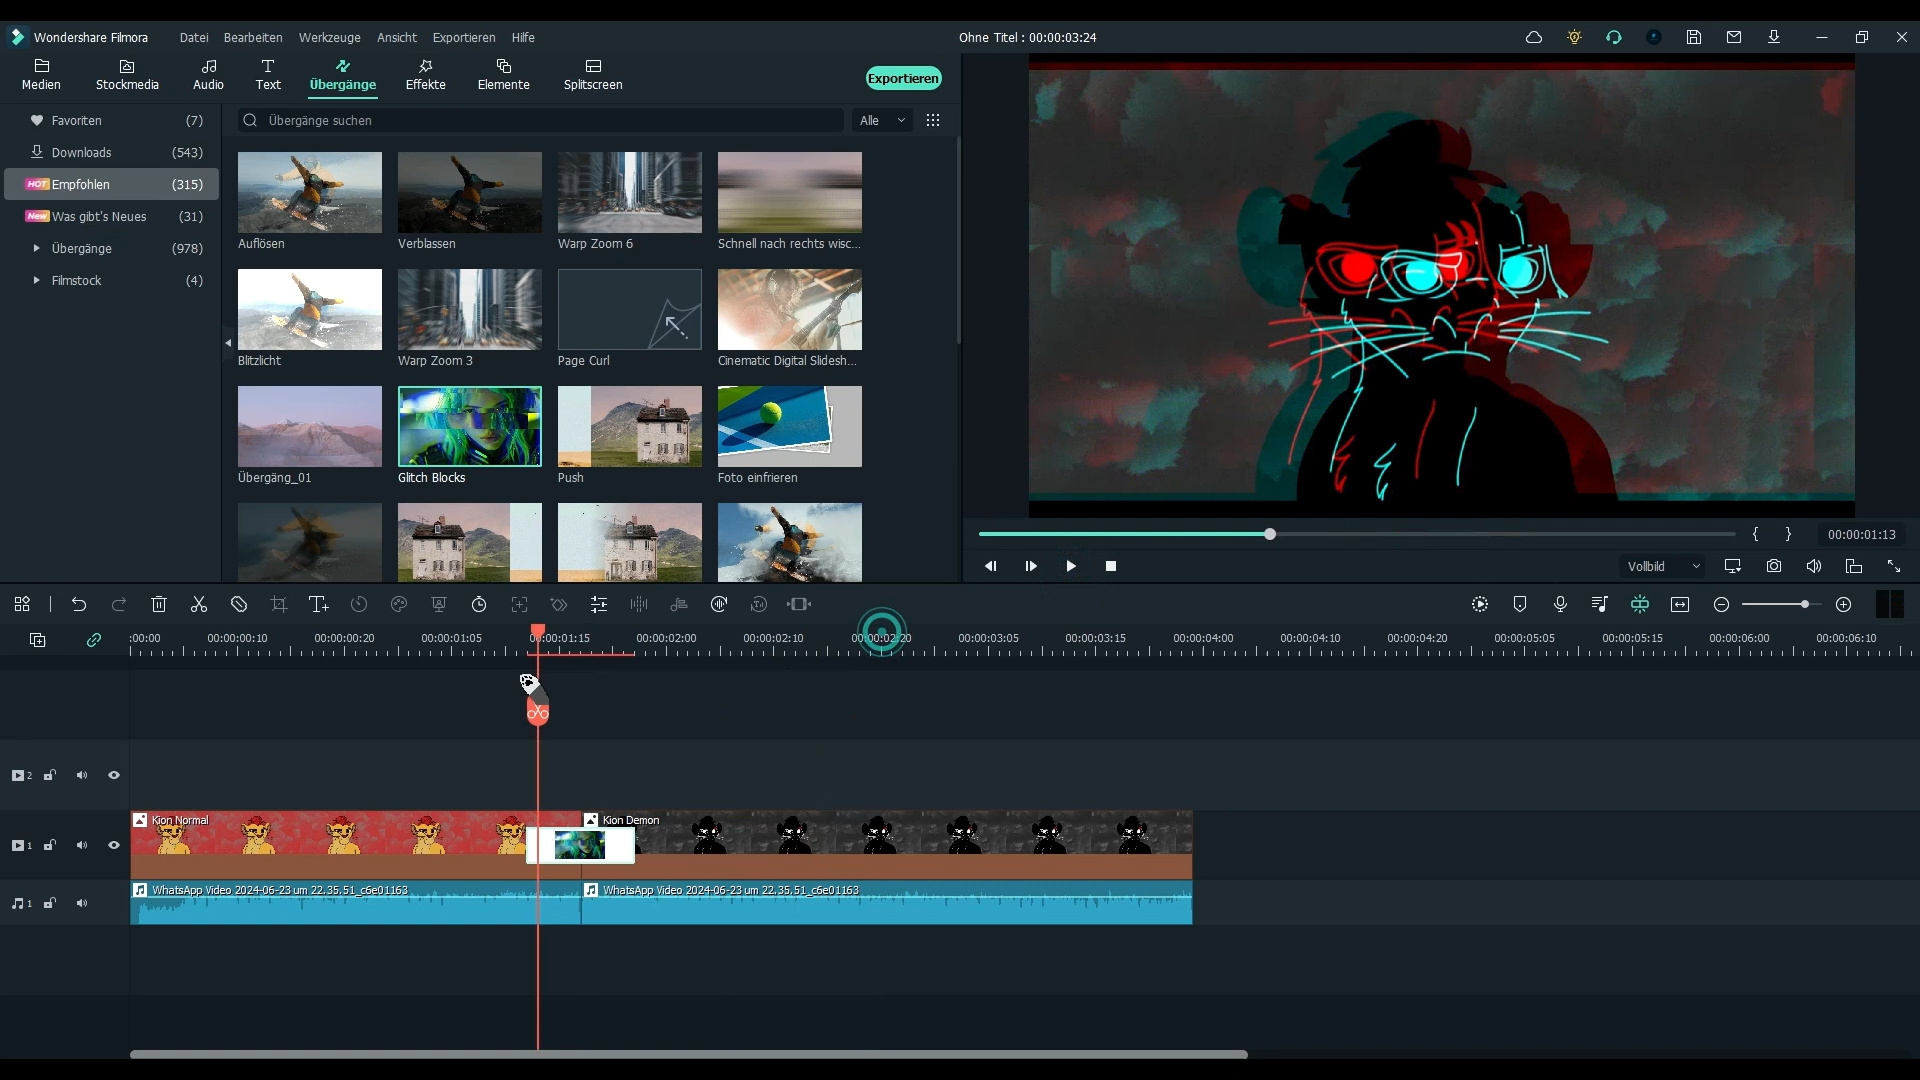 Wondershare Filmora
Datei Bearbeiten Werkzeuge Ansicht Exportieren Hilfe
Ohne Titel : 00:00:03:24
Medien Stockmedia Audio Text Übergänge Effekte Elemente Splitscreen
Exportieren
Favoriten (7)
Downloads (543)
HOT Empfohlen (315)
New Was gibt's Neues (31)
Übergänge (978)
Filmstock (4)
Übergänge suchen
Alle
Auflösen Verblassen Warp Zoom 6 Schnell nach rechts wisc...
Blitzlicht Warp Zoom 3 Page Curl Cinematic Digital Slidesh...
Übergäng_01 Glitch Blocks Push Foto einfrieren
{ } 00:00:01:13
Vollbild
:00:00 00:00:00:10 00:00:00:20 00:00:01:05 00:00:01:15 00:00:02:00 00:00:02:10 00:00:02:20 00:00:03:05 00:00:03:15 00:00:04:00 00:00:04:10 00:00:04:20 00:00:05:05 00:00:05:15 00:00:06:00 00:00:06:10
2
Kion Normal Kion Demon
1
WhatsApp Video 2024-06-23 um 22.35.51_c6e01163 WhatsApp Video 2024-06-23 um 22.35.51_c6e01163
1